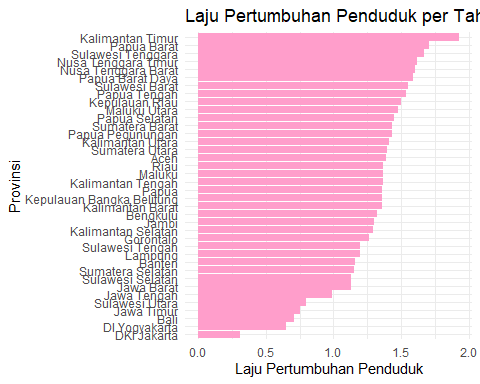 Laju Pertumbuhan Penduduk per Tah
Provinsi
Kalimantan Timur
Papua Barat
Sulawesi Tenggara
Nusa Tenggara Timur
Nusa Tenggara Barat
Papua Barat Daya
Sulawesi Barat
Papua Tengah
Kepulauan Riau
Maluku Utara
Papua Selatan
Sumatera Barat
Papua Pegunungan
Kalimantan Utara
Sumatera Utara
Aceh
Riau
Maluku
Kalimantan Tengah
Papua
Kepulauan Bangka Belitung
Kalimantan Barat
Bengkulu
Jambi
Kalimantan Selatan
Gorontalo
Sulawesi Tengah
Lampung
Banten
Sumatera Selatan
Sulawesi Selatan
Jawa Barat
Jawa Tengah
Sulawesi Utara
Jawa Timur
Bali
DI Yogyakarta
DKI Jakarta
0.0 0.5 1.0 1.5 2.0
Laju Pertumbuhan Penduduk